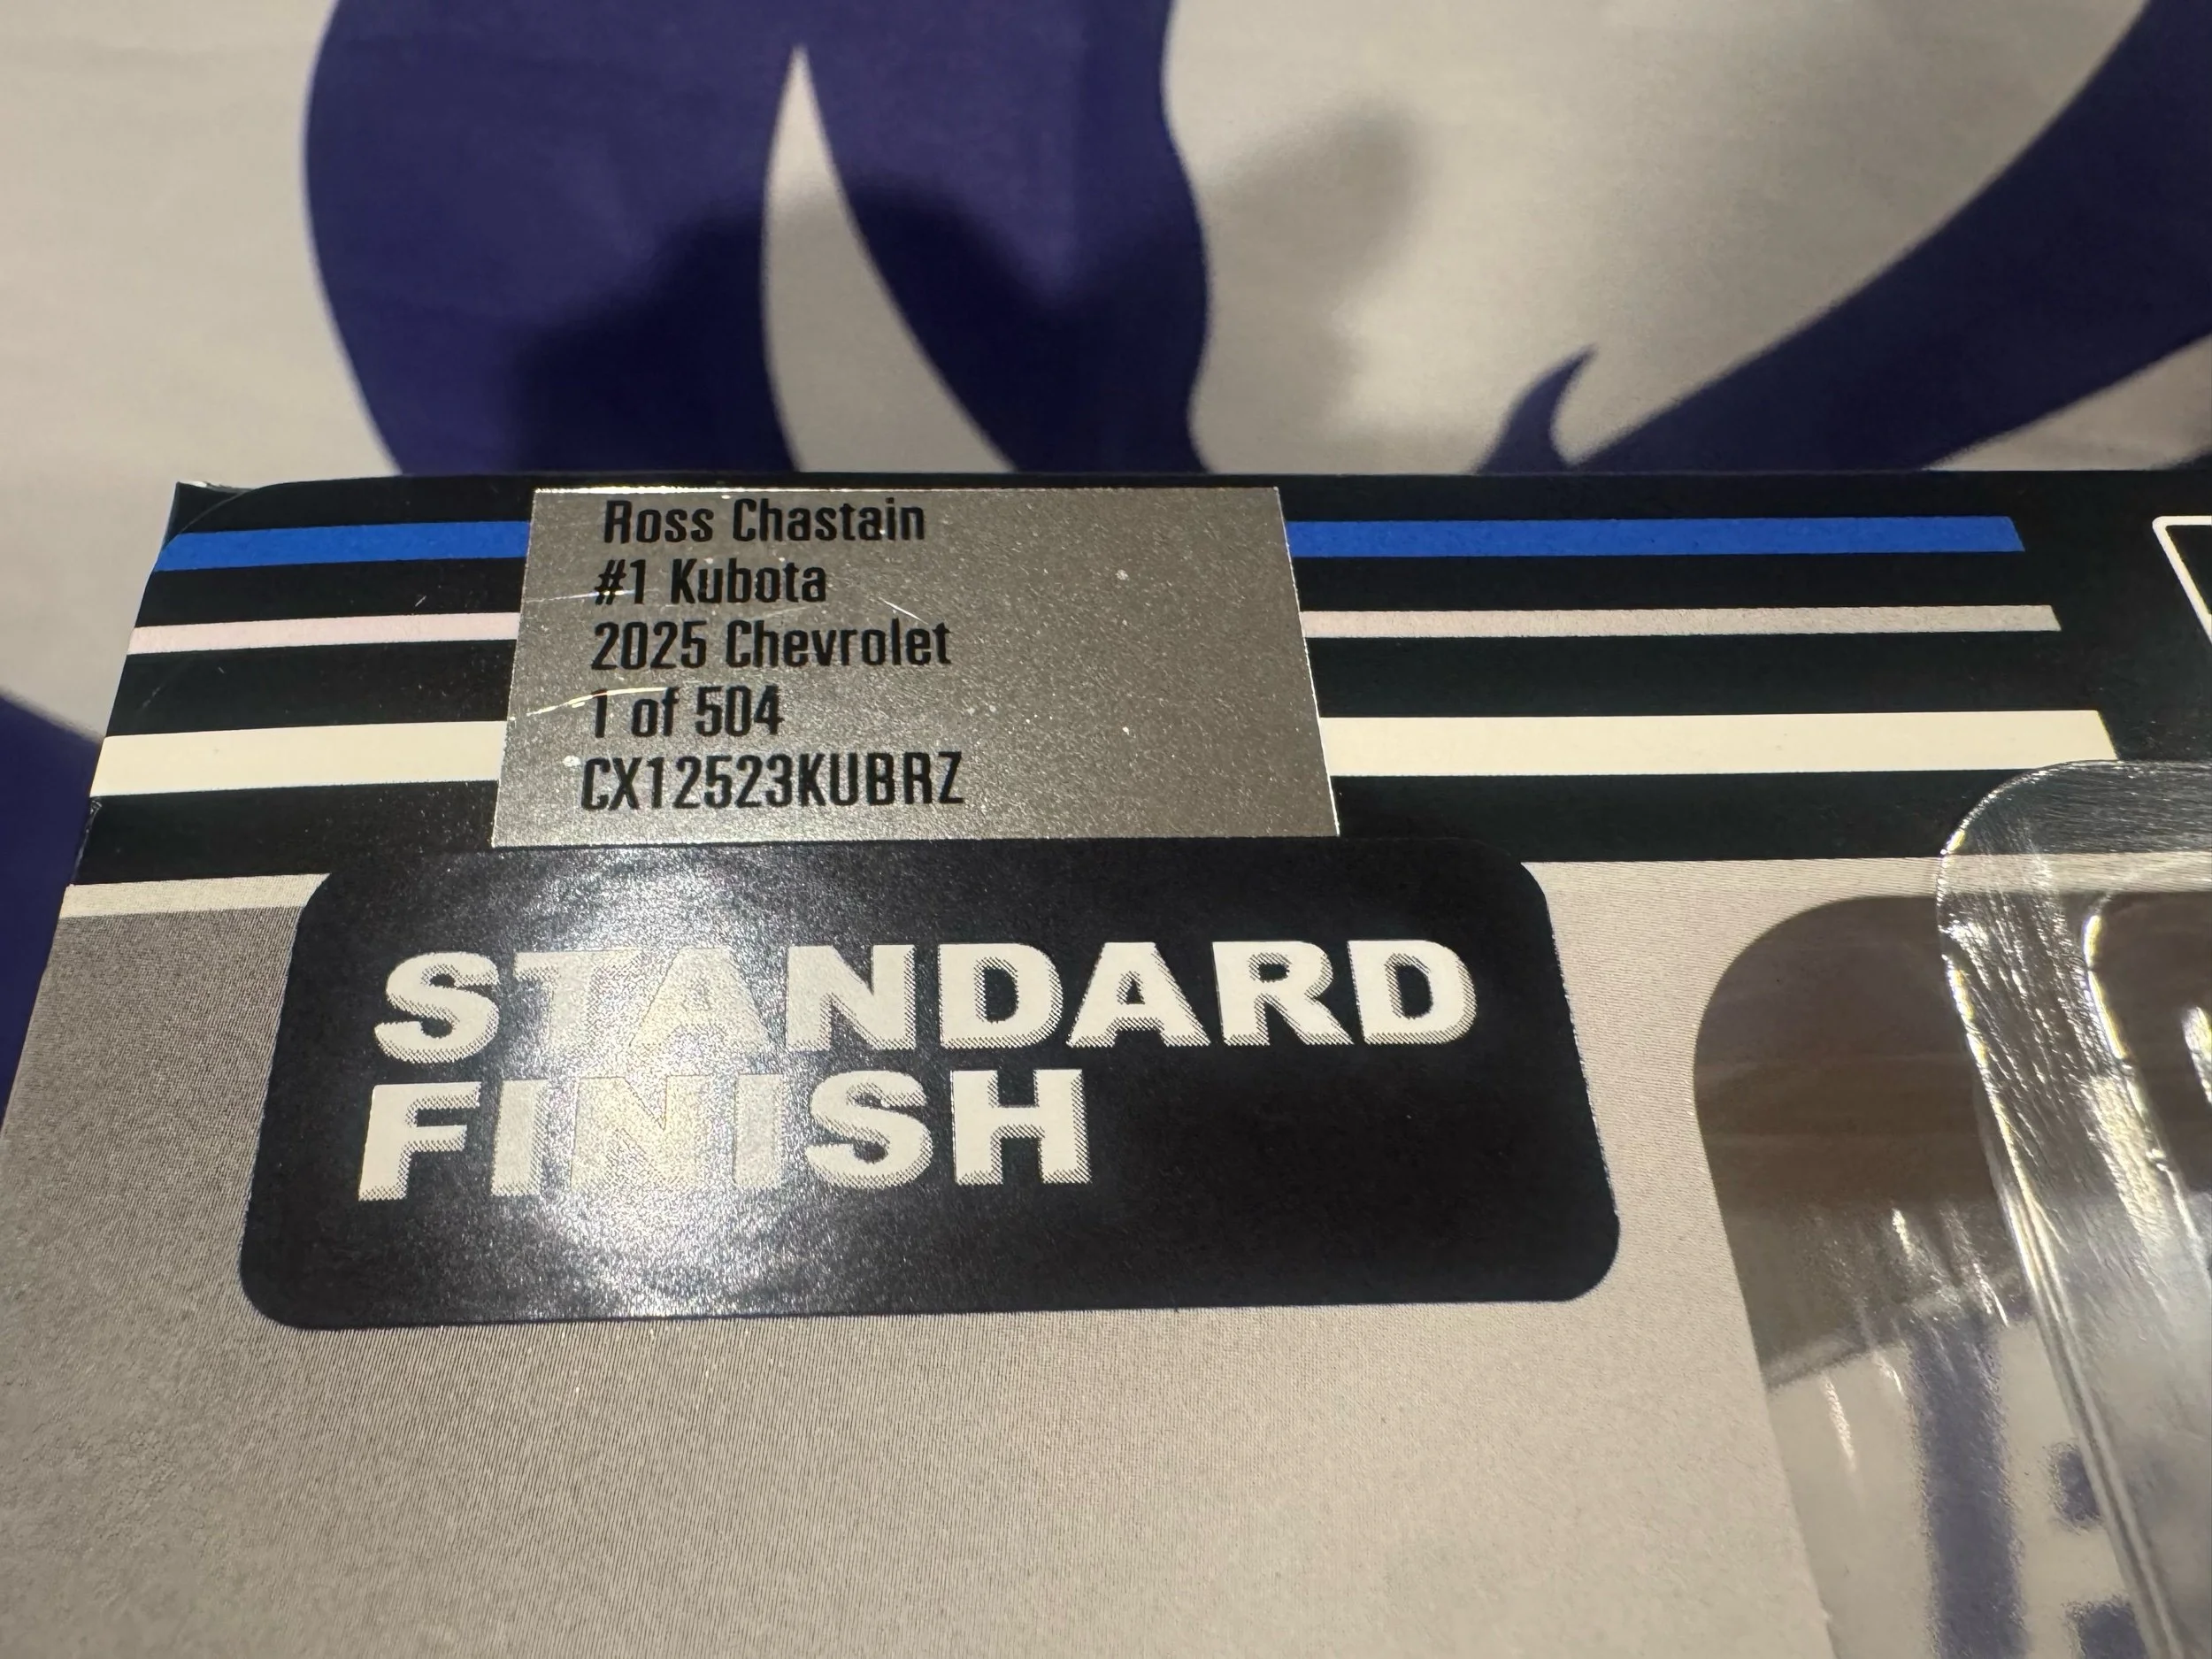 Ross Chastain
#1 Kubota
2025 Chevrolet
1 of 504
CX12523KUBRZ
STANDARD
FINISH